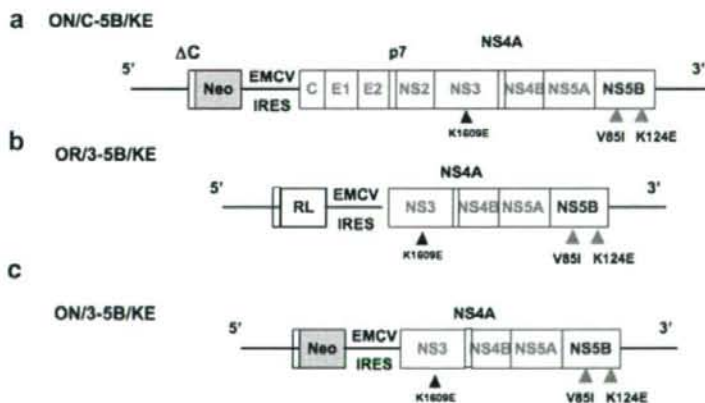 a ON/C-5B/KE
ΔC p7 NS4A
5' EMCV 3'
Neo C E1 E2 NS2 NS3 NS4B NS5A NS5B
IRES
K1609E V85I K124E
b OR/3-5B/KE
NS4A
5' EMCV 3'
RL NS3 NS4B NS5A NS5B
IRES
K1609E V85I K124E
c ON/3-5B/KE
NS4A
5' EMCV 3'
Neo NS3 NS4B NS5A NS5B
IRES
K1609E V85I K124E